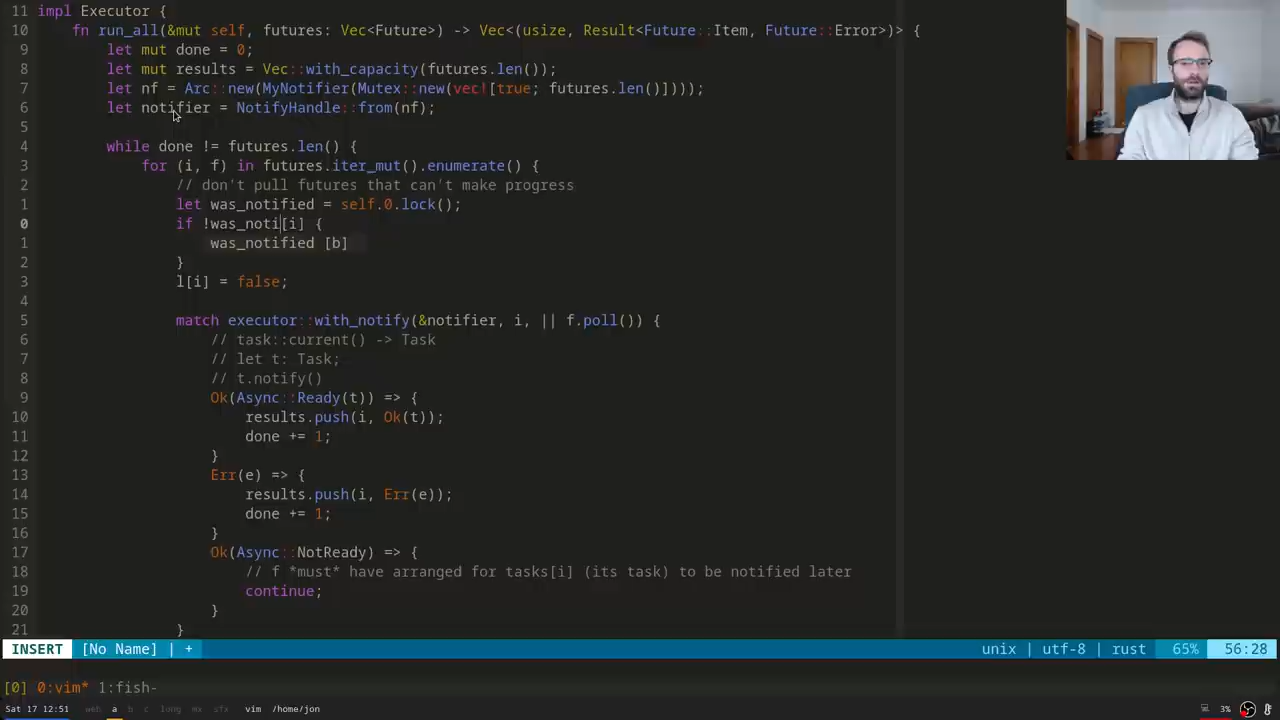 11 impl Executor {
10 fn run_all(&mut self, futures: Vec<Future>) -> Vec<(usize, Result<Future::Item, Future::Error>)> {
9 let mut done = 0;
8 let mut results = Vec::with_capacity(futures.len());
7 let nf = Arc::new(MyNotifier(Mutex::new(vec![true; futures.len()])));
6 let notifier = NotifyHandle::from(nf);
5
4 while done != futures.len() {
3 for (i, f) in futures.iter_mut().enumerate() {
2 // don't pull futures that can't make progress
1 let was_notified = self.0.lock();
0 if !was_noti[i] {
1 was_notified [b]
2 }
3 l[i] = false;
4
5 match executor::with_notify(&notifier, i, || f.poll()) {
6 // task::current() -> Task
7 // let t: Task;
8 // t.notify()
9 Ok(Async::Ready(t)) => {
10 results.push(i, Ok(t));
11 done += 1;
12 }
13 Err(e) => {
14 results.push(i, Err(e));
15 done += 1;
16 }
17 Ok(Async::NotReady) => {
18 // f *must* have arranged for tasks[i] (its task) to be notified later
19 continue;
20 }
21 }
INSERT [No Name] | + unix | utf-8 | rust 65% 56:28
[0] 0:vim* 1:fish-
Sat 17 12:51 web a b c lung mx sfx vim /home/jon 3%